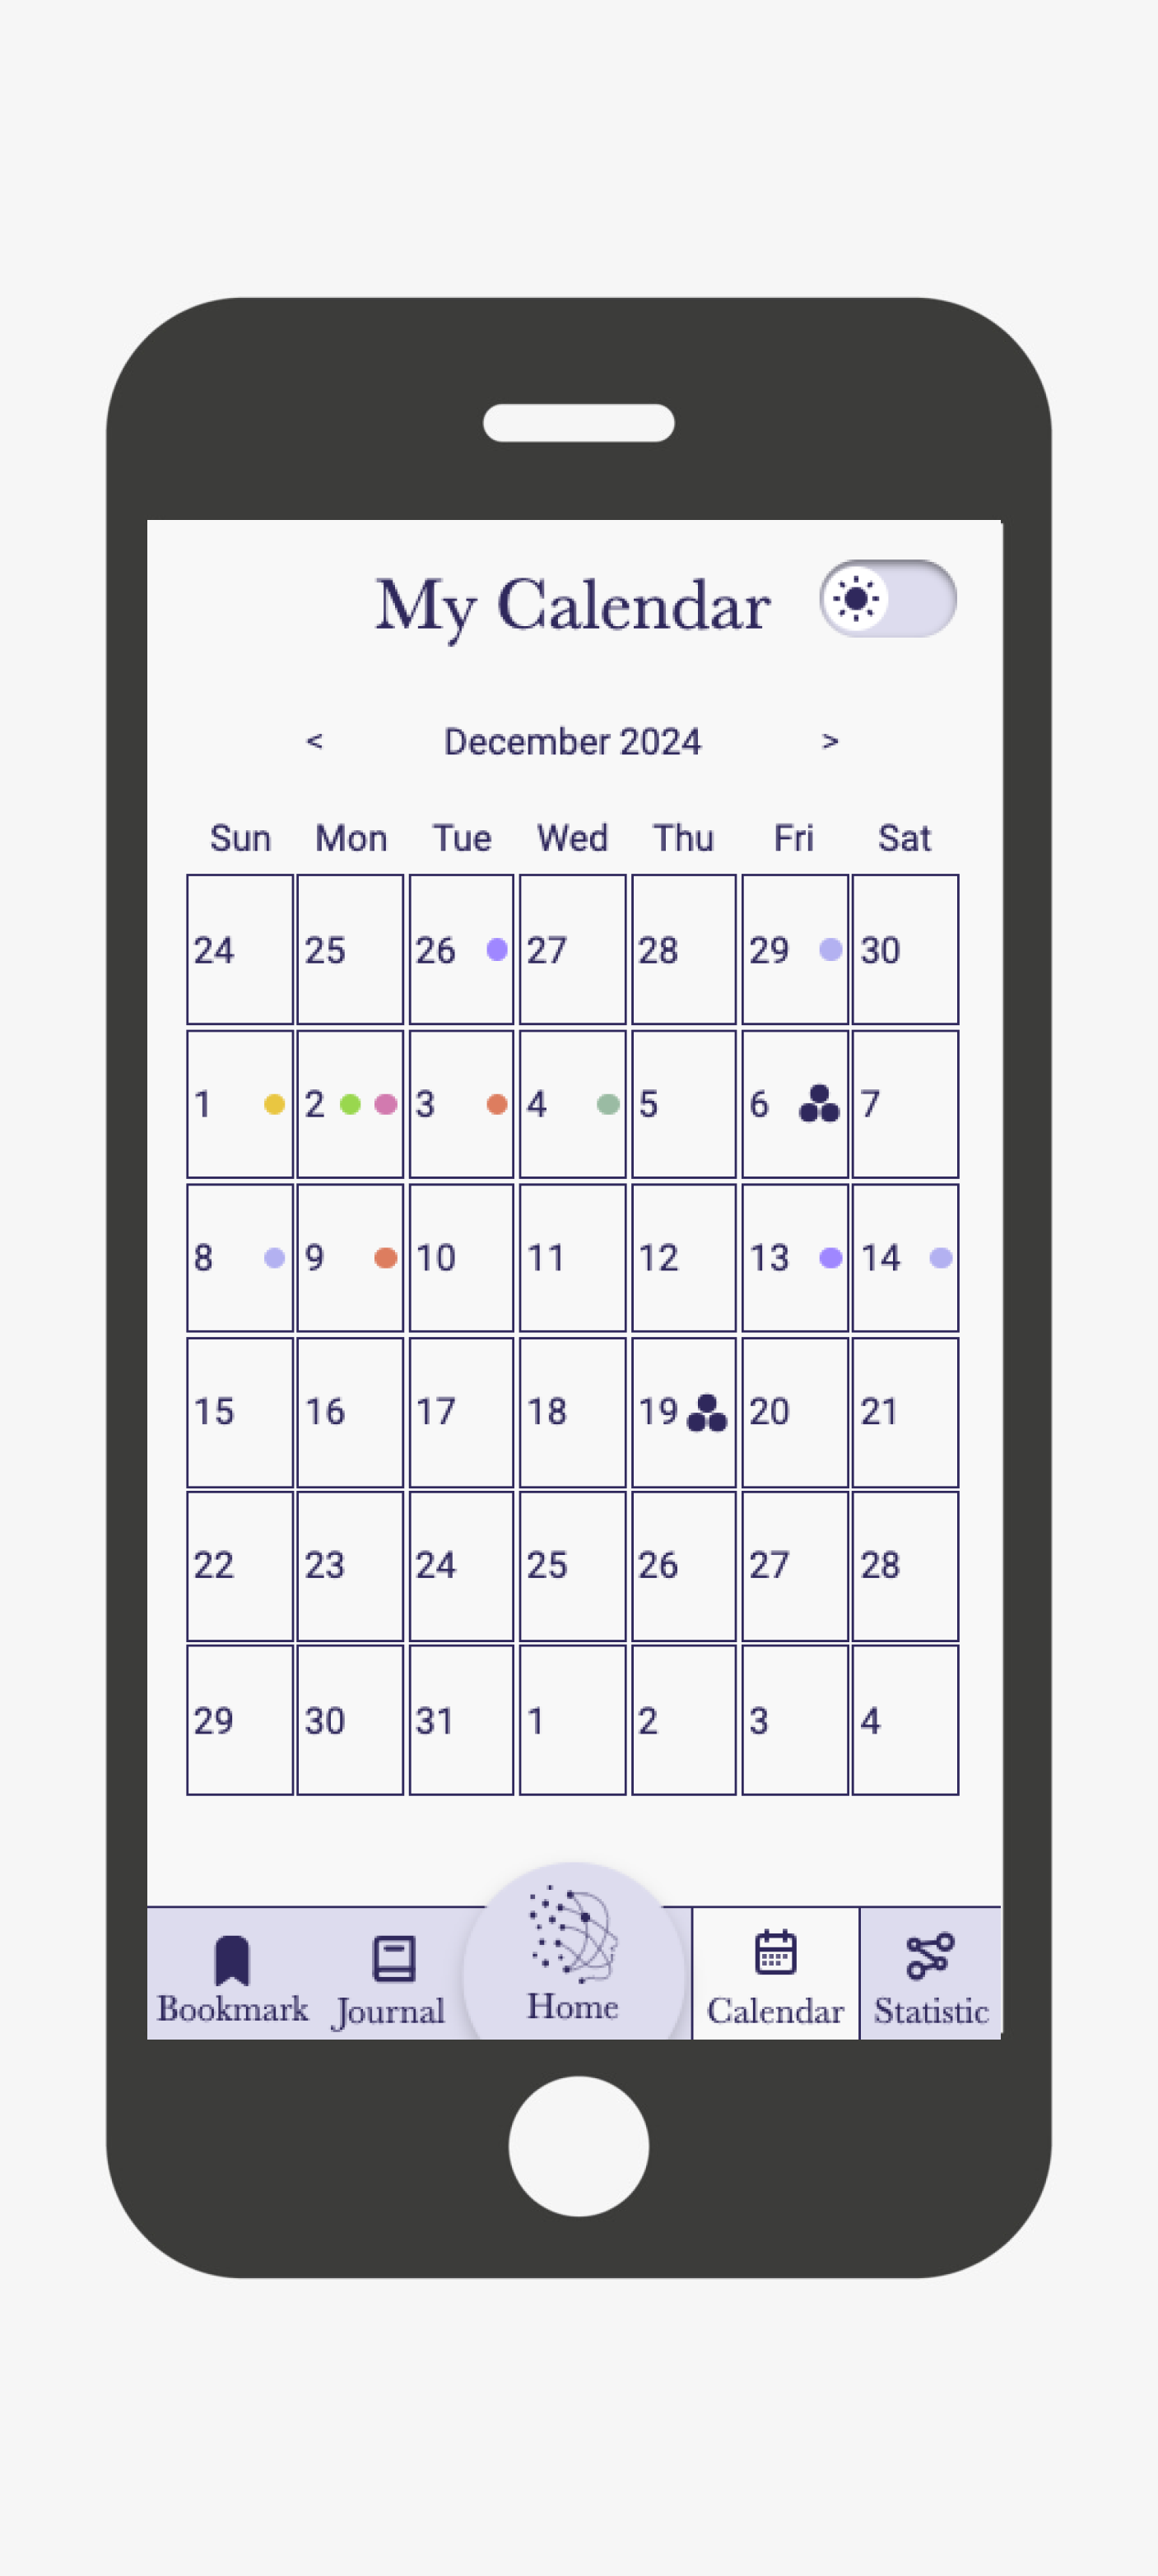 My Calendar
< December 2024 >
Sun Mon Tue Wed Thu Fri Sat
24 25 26 27 28 29 30
1 2 3 4 5 6 7
8 9 10 11 12 13 14
15 16 17 18 19 20 21
22 23 24 25 26 27 28
29 30 31 1 2 3 4
Bookmark Journal Home Calendar Statistic